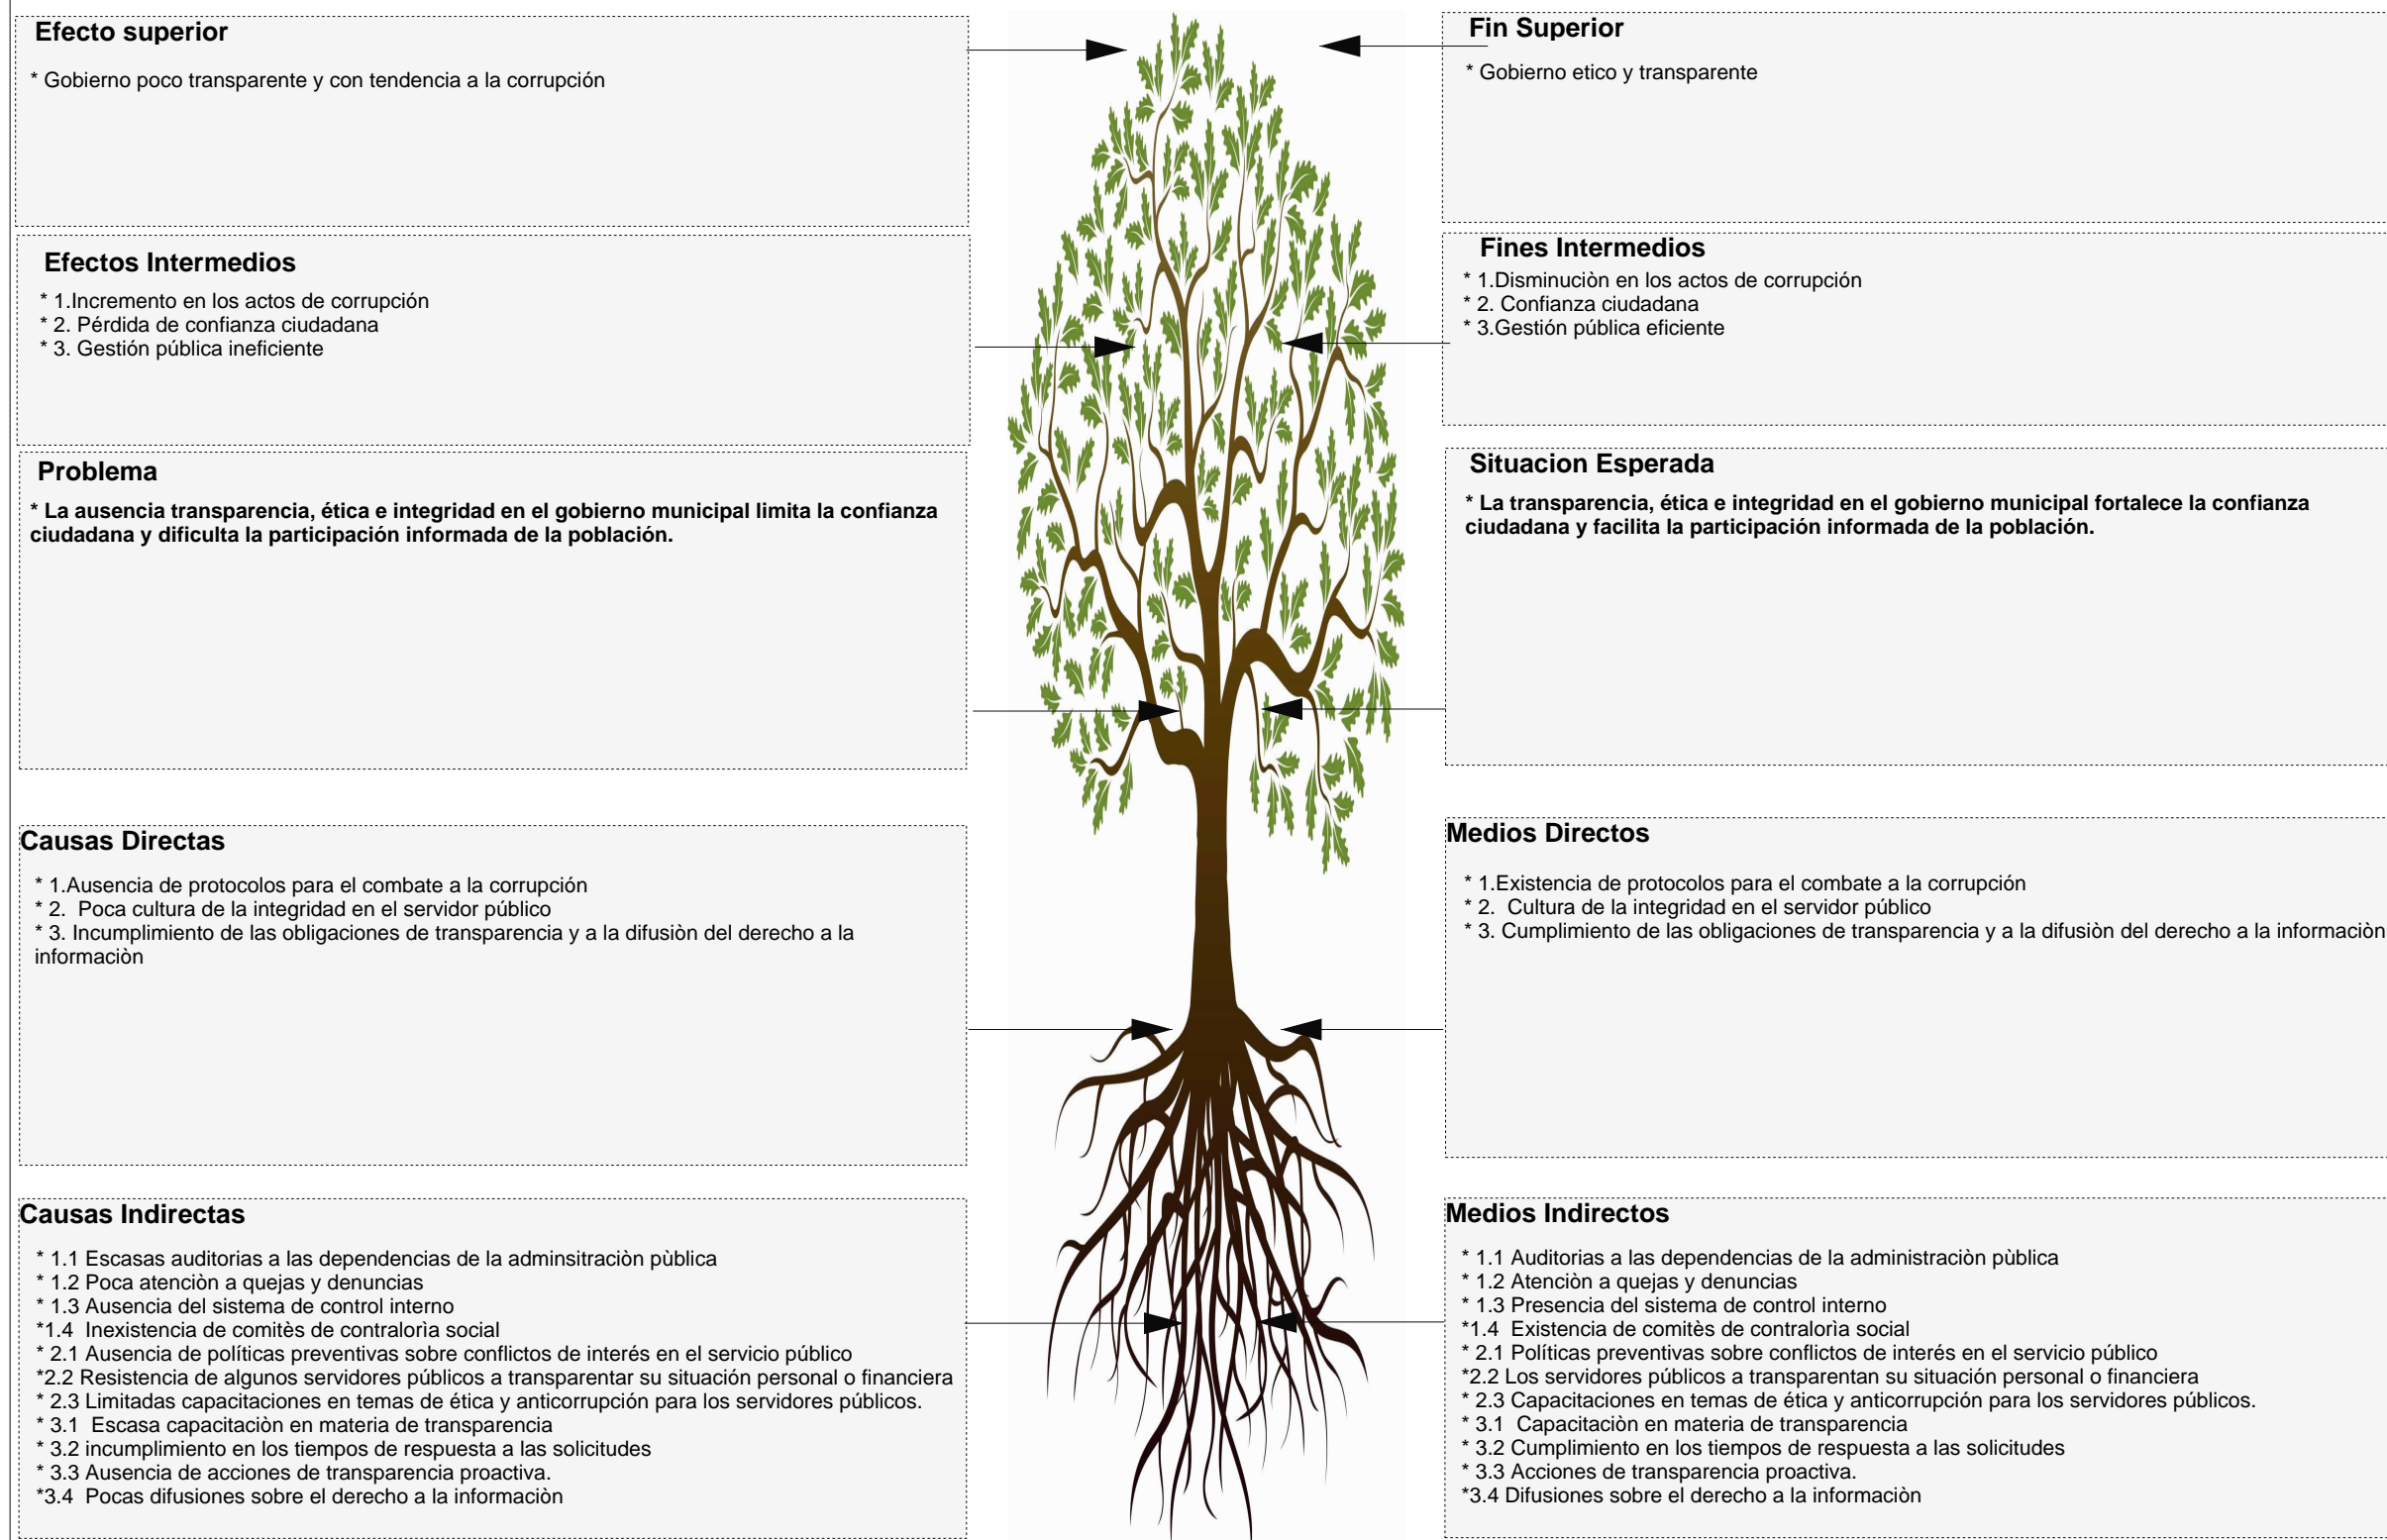 Efecto superior
* Gobierno poco transparente y con tendencia a la corrupción
Efectos Intermedios
* 1.Incremento en los actos de corrupción
* 2. Pérdida de confianza ciudadana
* 3. Gestión pública ineficiente
Problema
* La ausencia transparencia, ética e integridad en el gobierno municipal limita la confianza
ciudadana y dificulta la participación informada de la población.
Causas Directas
* 1.Ausencia de protocolos para el combate a la corrupción
* 2.  Poca cultura de la integridad en el servidor público
* 3. Incumplimiento de las obligaciones de transparencia y a la difusiòn del derecho a la
informaciòn
Causas Indirectas
* 1.1 Escasas auditorias a las dependencias de la adminsitraciòn pùblica
* 1.2 Poca atenciòn a quejas y denuncias
* 1.3 Ausencia del sistema de control interno
*1.4  Inexistencia de comitès de contralorìa social
* 2.1 Ausencia de políticas preventivas sobre conflictos de interés en el servicio público
*2.2 Resistencia de algunos servidores públicos a transparentar su situación personal o financiera
* 2.3 Limitadas capacitaciones en temas de ética y anticorrupción para los servidores públicos.
* 3.1  Escasa capacitaciòn en materia de transparencia
* 3.2 incumplimiento en los tiempos de respuesta a las solicitudes
* 3.3 Ausencia de acciones de transparencia proactiva.
*3.4  Pocas difusiones sobre el derecho a la informaciòn
Fin Superior
* Gobierno etico y transparente
Fines Intermedios
* 1.Disminuciòn en los actos de corrupción
* 2. Confianza ciudadana
* 3.Gestión pública eficiente
Situacion Esperada
* La transparencia, ética e integridad en el gobierno municipal fortalece la confianza
ciudadana y facilita la participación informada de la población.
Medios Directos
* 1.Existencia de protocolos para el combate a la corrupción
* 2.  Cultura de la integridad en el servidor público
* 3. Cumplimiento de las obligaciones de transparencia y a la difusiòn del derecho a la informaciòn
Medios Indirectos
* 1.1 Auditorias a las dependencias de la administraciòn pùblica
* 1.2 Atenciòn a quejas y denuncias
* 1.3 Presencia del sistema de control interno
*1.4  Existencia de comitès de contralorìa social
* 2.1 Políticas preventivas sobre conflictos de interés en el servicio público
*2.2 Los servidores públicos a transparentan su situación personal o financiera
* 2.3 Capacitaciones en temas de ética y anticorrupción para los servidores públicos.
* 3.1  Capacitaciòn en materia de transparencia
* 3.2 Cumplimiento en los tiempos de respuesta a las solicitudes
* 3.3 Acciones de transparencia proactiva.
*3.4 Difusiones sobre el derecho a la informaciòn